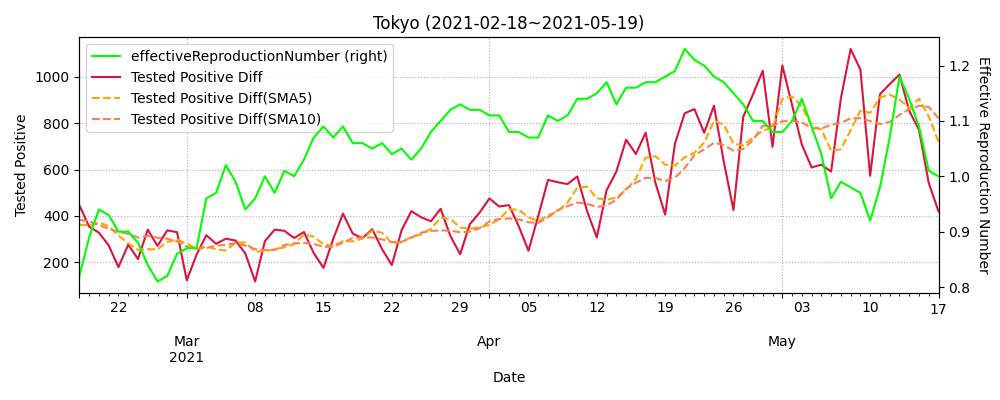 Tokyo (2021-02-18~2021-05-19)
effectiveReproductionNumber (right)
Tested Positive Diff
Tested Positive Diff(SMA5)
Tested Positive Diff(SMA10)
Tested Positive
1000
800
600
400
200
Effective Reproduction Number
1.2
1.1
1.0
0.9
0.8
22 08 15 22 29 05 12 19 26 03 10 17
Mar Apr May
2021
Date